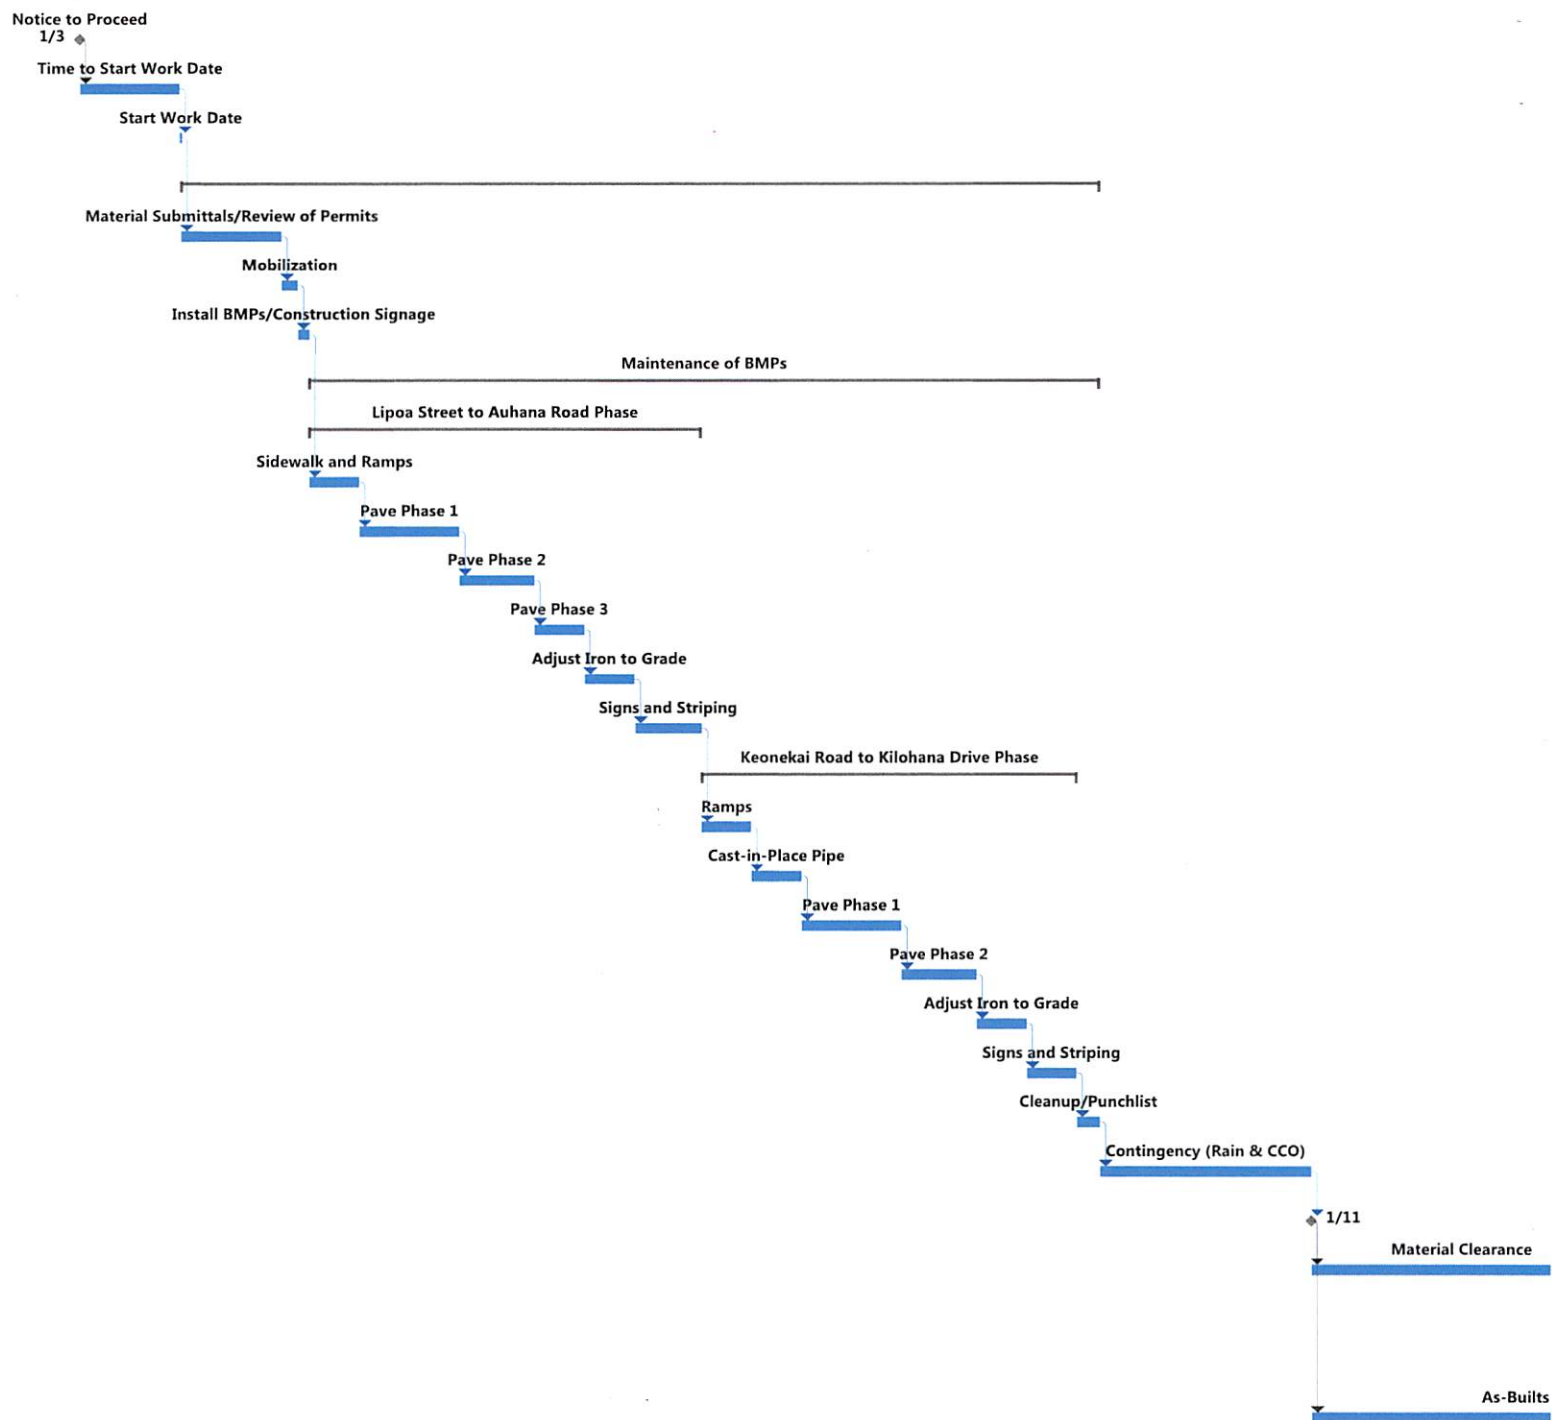 Notice to Proceed
1/3
Time to Start Work Date
Start Work Date
Material Submittals/Review of Permits
Mobilization
Install BMPs/Construction Signage
Maintenance of BMPs
Lipoa Street to Auhana Road Phase
Sidewalk and Ramps
Pave Phase 1
Pave Phase 2
Pave Phase 3
Adjust Iron to Grade
Signs and Striping
Keonekai Road to Kilohana Drive Phase
Ramps
Cast-in-Place Pipe
Pave Phase 1
Pave Phase 2
Adjust Iron to Grade
Signs and Striping
Cleanup/Punchlist
Contingency (Rain & CCO)
1/11
Material Clearance
As-Builts